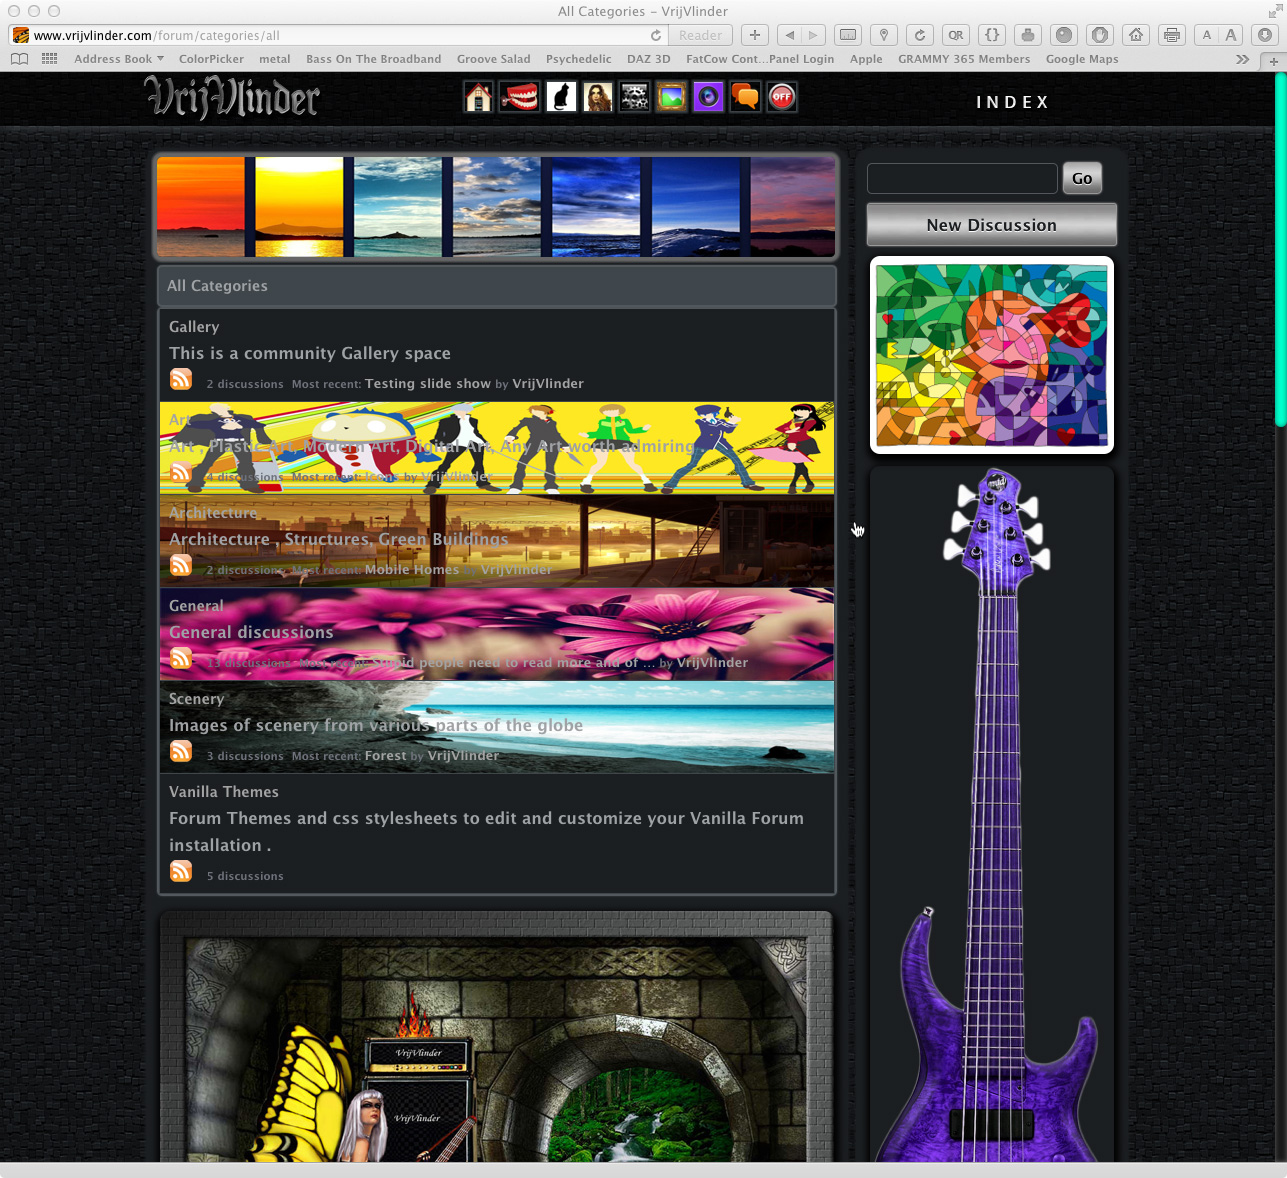 All Categories – VrijVlinder
www.vrijvlinder.com/forum/categories/all
Reader
QR
A A
Address Book ColorPicker metal Bass On The Broadband Groove Salad Psychedelic DAZ 3D FatCow Cont...Panel Login Apple GRAMMY 365 Members Google Maps
VrijVlinder
OFF
INDEX
Go
New Discussion
All Categories
Gallery
This is a community Gallery space
2 discussions Most recent: Testing slide show by VrijVlinder
Art
Art , Plastic Art, Modern Art, Digital Art, Any Art worth admiring .
4 discussions Most recent: Icons by VrijVlinder
Architecture
Architecture , Structures, Green Buildings
2 discussions Most recent: Mobile Homes by VrijVlinder
General
General discussions
13 discussions Most recent: Stupid people need to read more and of ... by VrijVlinder
Scenery
Images of scenery from various parts of the globe
3 discussions Most recent: Forest by VrijVlinder
Vanilla Themes
Forum Themes and css stylesheets to edit and customize your Vanilla Forum
installation .
5 discussions
VrijVlinder
VrijVlinder